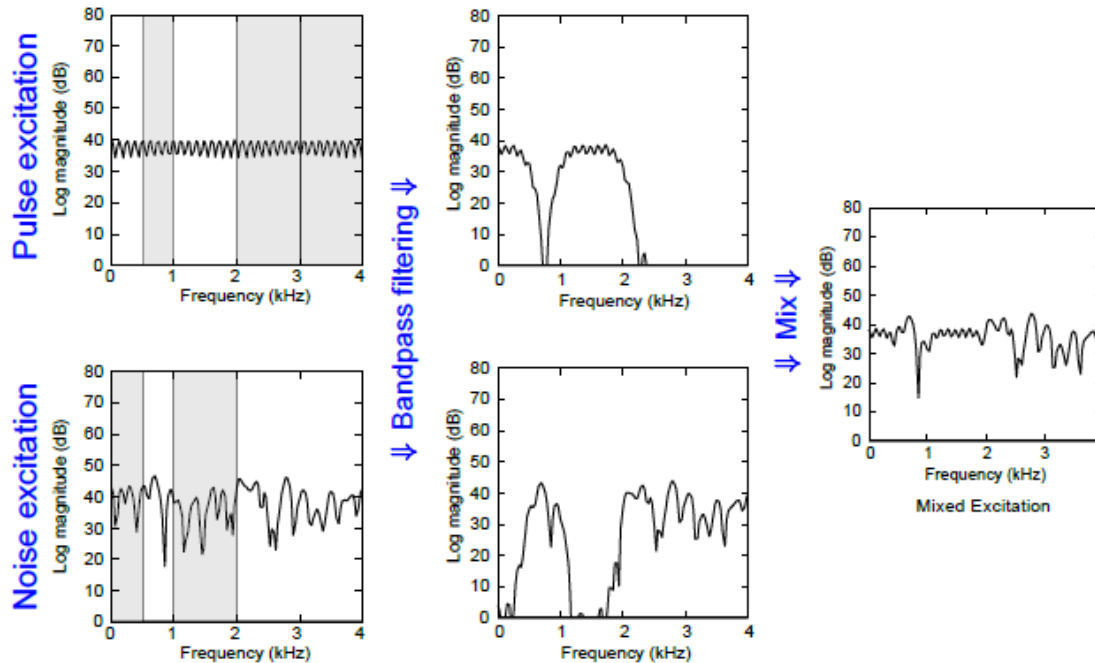 Pulse excitation
Log magnitude (dB)
80
70
60
50
40
30
20
10
0
0 1 2 3 4
Frequency (kHz)
⇓ Bandpass filtering ⇓
Log magnitude (dB)
80
70
60
50
40
30
20
10
0
0 1 2 3 4
Frequency (kHz)
Noise excitation
Log magnitude (dB)
80
70
60
50
40
30
20
10
0
0 1 2 3 4
Frequency (kHz)
Log magnitude (dB)
80
70
60
50
40
30
20
10
0
0 1 2 3 4
Frequency (kHz)
⇓ Mix ⇓
Log magnitude (dB)
80
70
60
50
40
30
20
10
0
0 1 2 3
Frequency (kHz)
Mixed Excitation